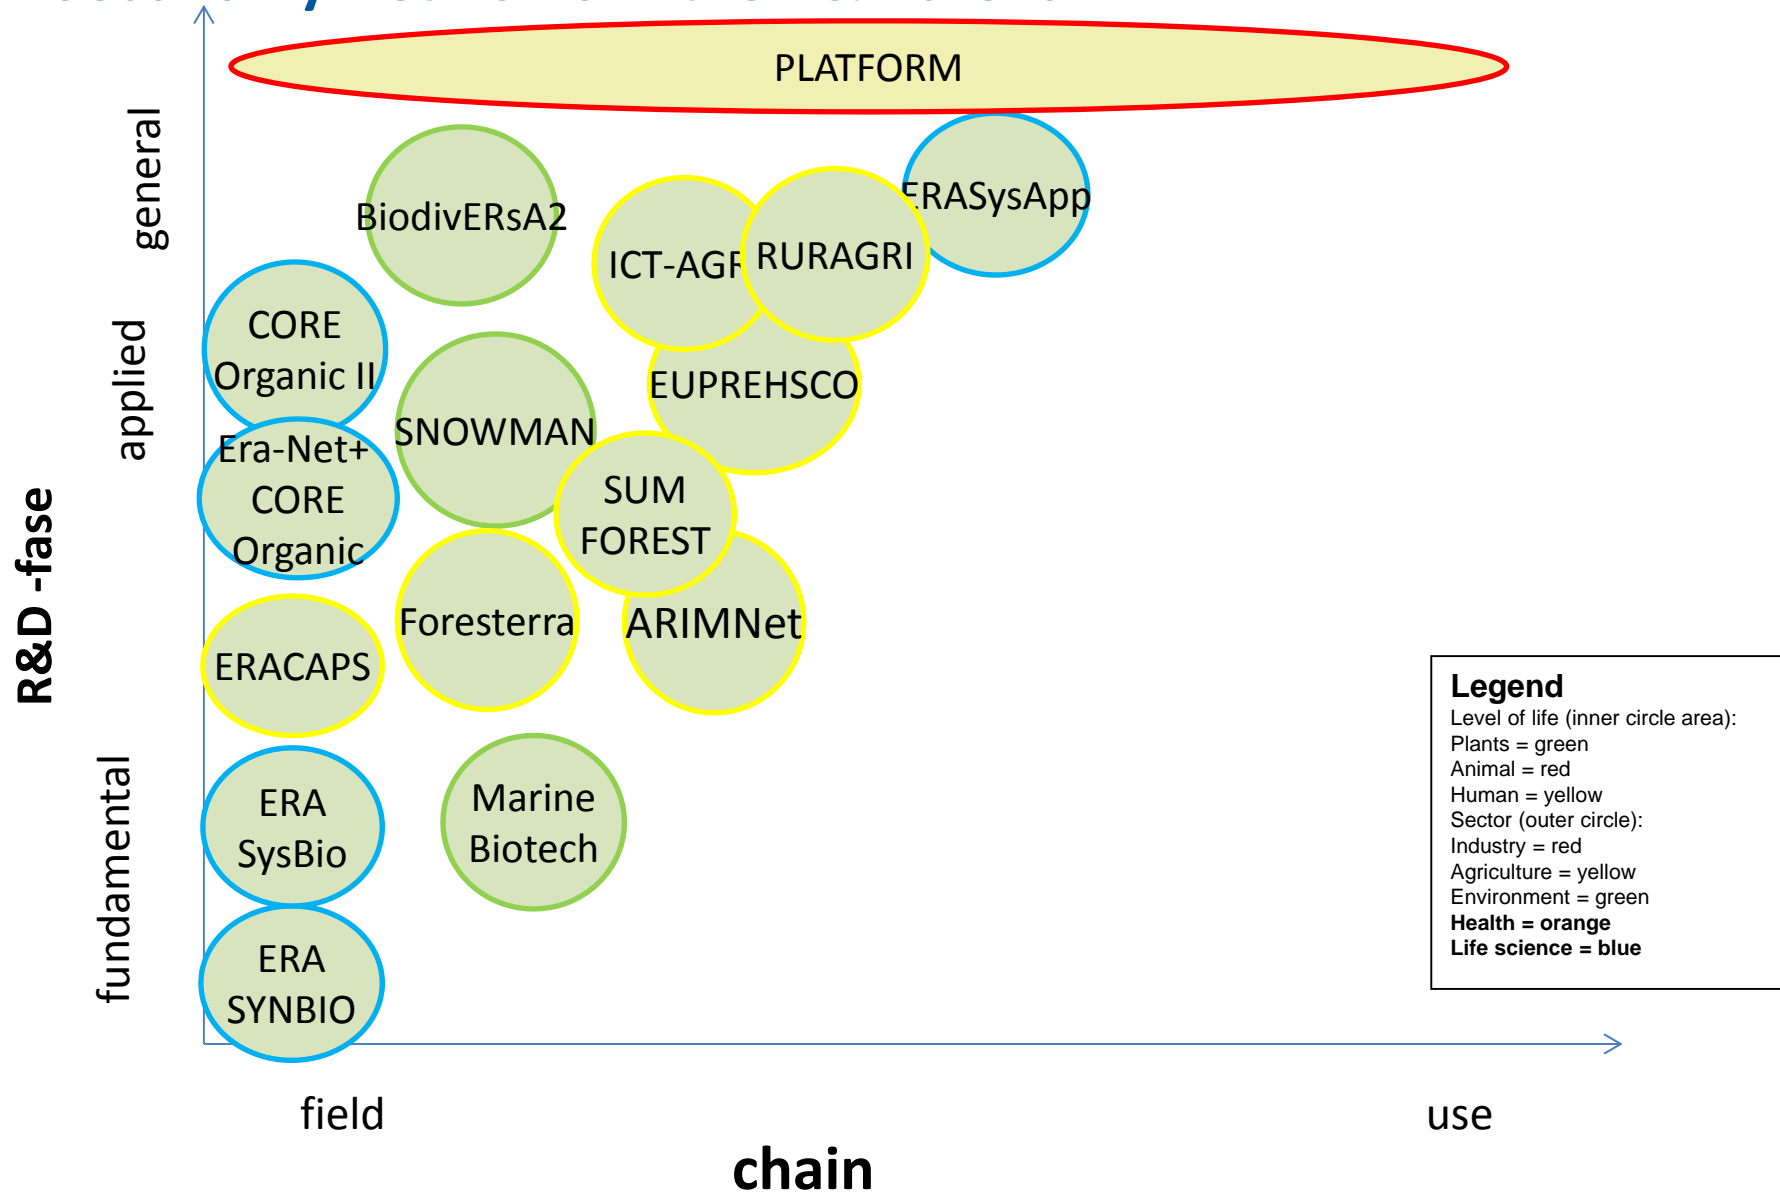 PLATFORM
general
BiodivERsA2
ERASysApp
ICT-AGR
RURAGRI
CORE
Organic II
applied
EUPREHSCO
SNOWMAN
Era-Net+
CORE
Organic
SUM
FOREST
R&D -fase
Foresterra
ARIMNet
ERACAPS
fundamental
ERA
SysBio
Marine
Biotech
ERA
SYNBIO
Legend
Level of life (inner circle area):
Plants = green
Animal = red
Human = yellow
Sector (outer circle):
Industry = red
Agriculture = yellow
Environment = green
Health = orange
Life science = blue
field
use
chain